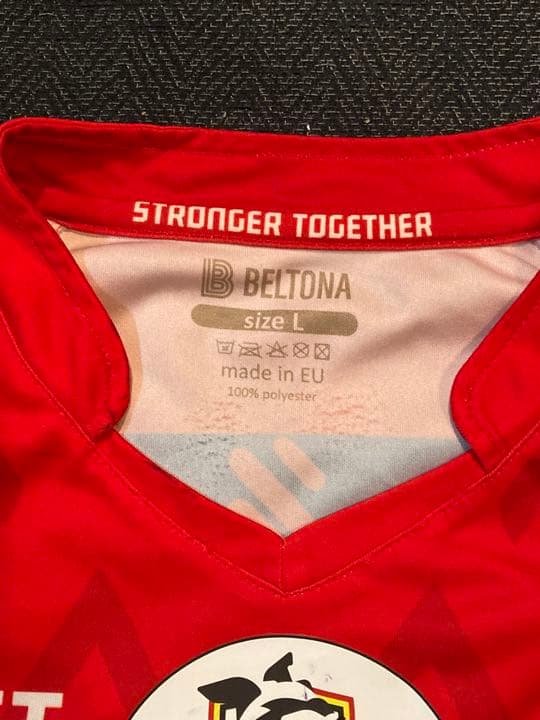 STRONGER TOGETHER
B BELTONA
size L
made in EU
100% polyester